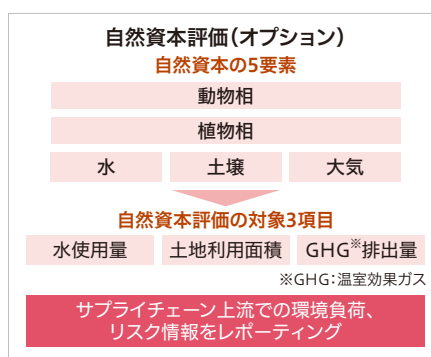 自然資本評価(オプション)
自然資本の5要素
動物相
植物相
水 土壌 大気
自然資本評価の対象3項目
水使用量 土地利用面積 GHG※排出量
※GHG:温室効果ガス
サプライチェーン上流での環境負荷、
リスク情報をレポーティング